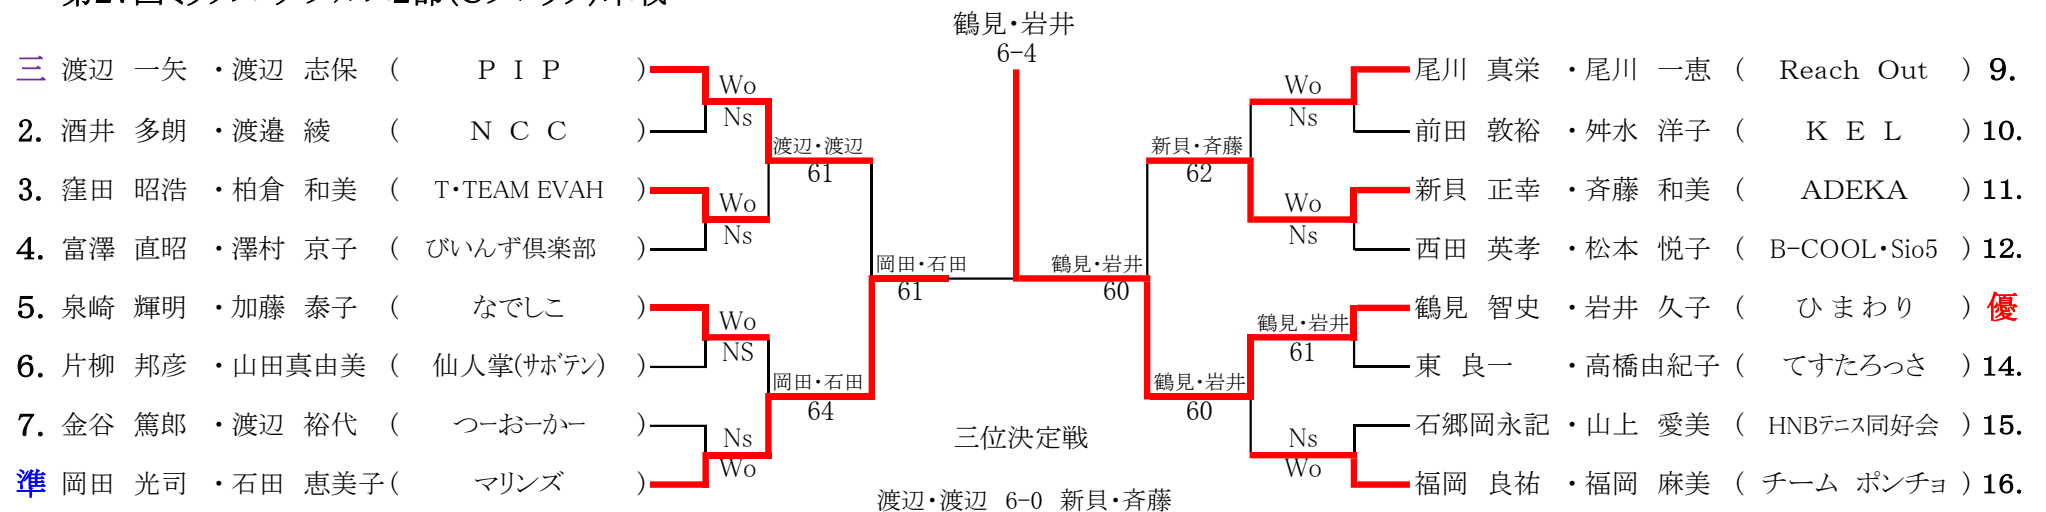 鶴見・岩井
6-4
三 渡辺 一矢 ・渡辺 志保 ( P I P )
2. 酒井 多朗 ・渡邉 綾 ( N C C )
3. 窪田 昭浩 ・柏倉 和美 ( T・TEAM EVAH )
4. 富澤 直昭 ・澤村 京子 ( びいんず倶楽部 )
5. 泉崎 輝明 ・加藤 泰子 ( なでしこ )
6. 片柳 邦彦 ・山田真由美 ( 仙人掌(ｻﾎﾞﾃﾝ) )
7. 金谷 篤郎 ・渡辺 裕代 ( つーおーかー )
準 岡田 光司 ・石田 恵美子( マリンズ )
Wo
Ns
渡辺・渡辺
61
Wo
Ns
岡田・石田
61
Wo
NS
岡田・石田
64
Ns
Wo
尾川 真栄 ・尾川 一恵 ( Reach Out ) 9.
前田 敦裕 ・舛水 洋子 ( K E L ) 10.
新貝 正幸 ・斉藤 和美 ( ADEKA ) 11.
西田 英孝 ・松本 悦子 ( B-COOL・Sio5 ) 12.
鶴見 智史 ・岩井 久子 ( ひまわり ) 優
東 良一 ・高橋由紀子 ( てすたろっさ ) 14.
石郷岡永記 ・山上 愛美 ( HNBﾃﾆｽ同好会 ) 15.
福岡 良祐 ・福岡 麻美 ( チーム ポンチョ ) 16.
Wo
Ns
新貝・斉藤
62
Wo
Ns
鶴見・岩井
60
鶴見・岩井
61
鶴見・岩井
60
Ns
Wo
三位決定戦
渡辺・渡辺 6-0 新貝・斉藤